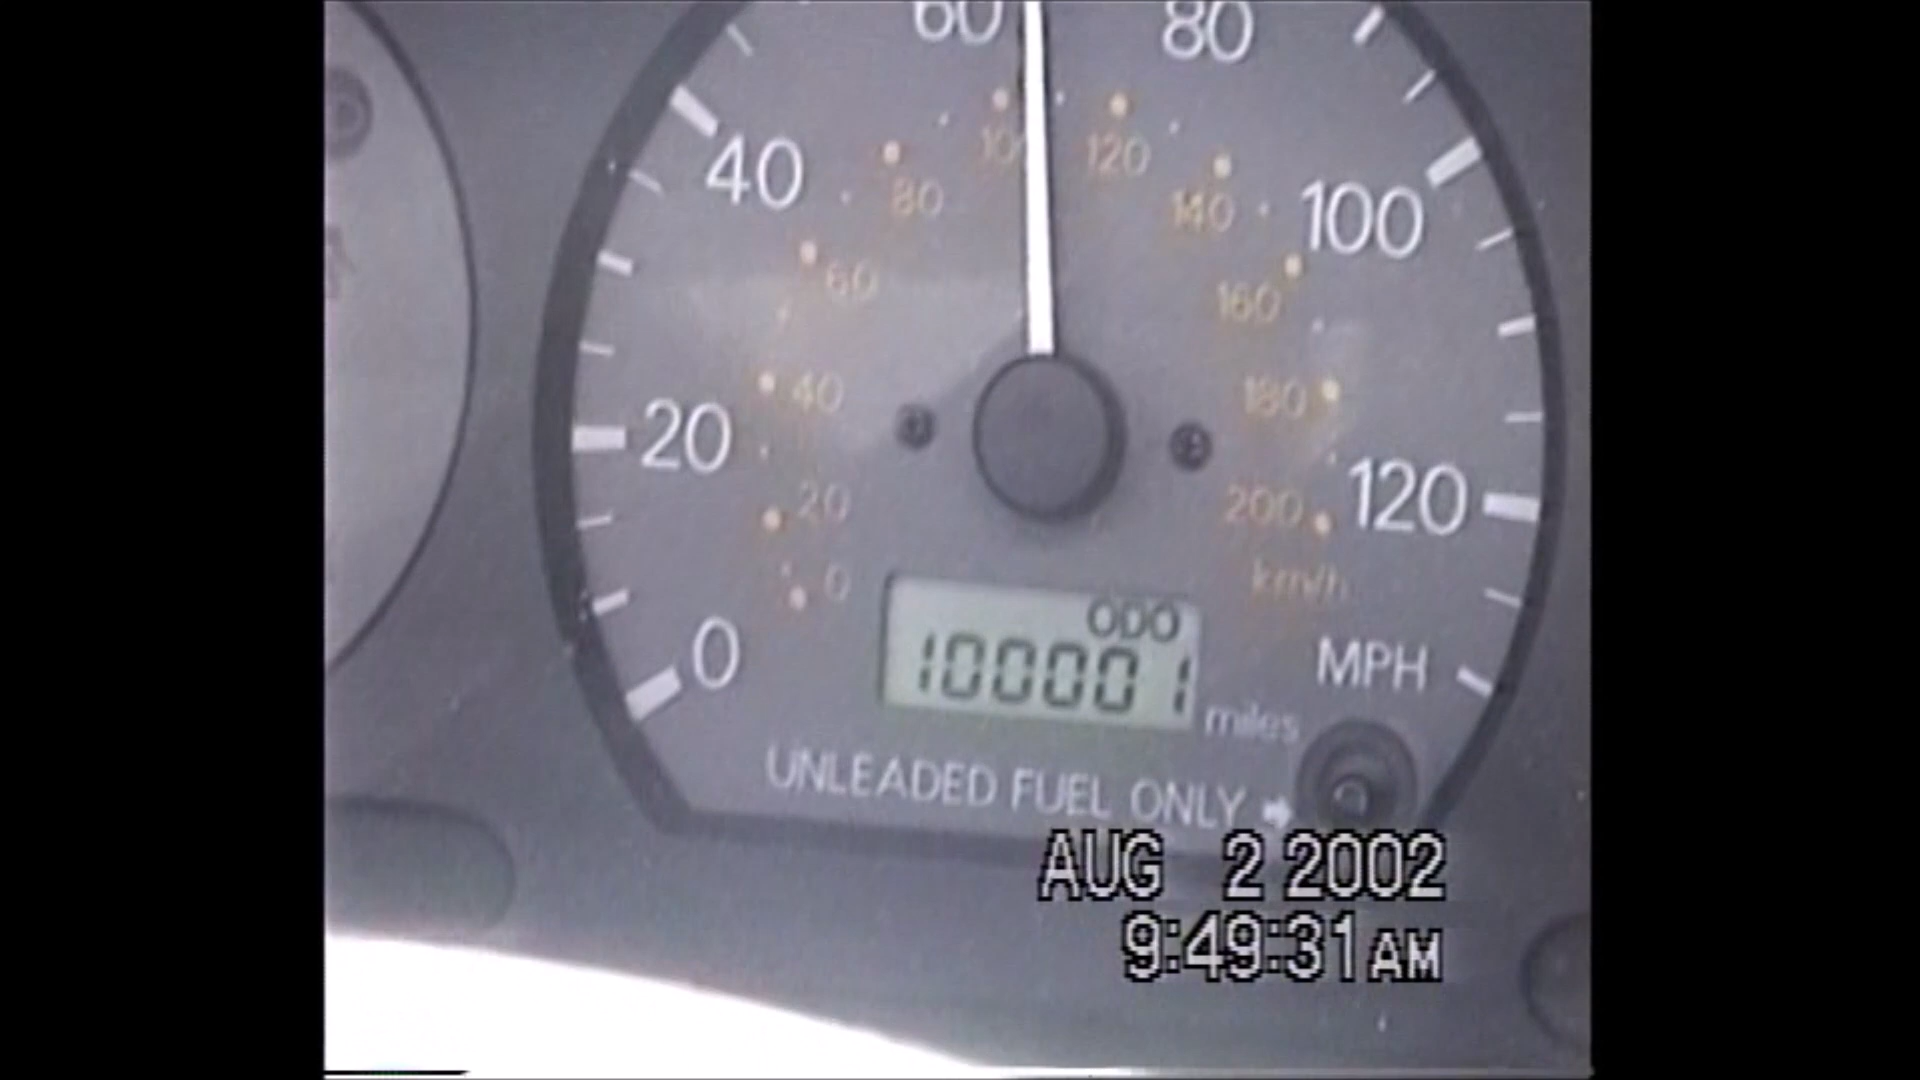 60 80
40 100
100 120
80 140
60 160
40 180
20 120
20 200
0 km/h
0 MPH
ODO
100001 miles
UNLEADED FUEL ONLY
AUG 2 2002
9:49:31 AM